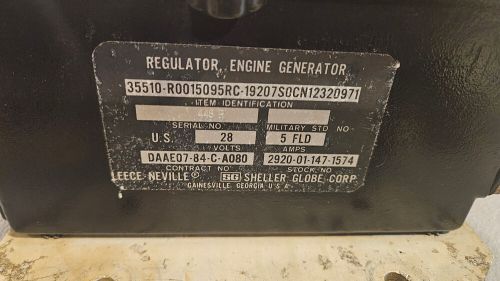 REGULATOR, ENGINE GENERATOR
35510-R0015095RC-19207SOCN12320971
ITEM IDENTIFICATION
SERIAL NO. MILITARY STD NO
U.S. 28 5 FLD
VOLTS AMPS
DAAE07-84-C-A080 2920-01-147-1574
CONTRACT NO STOCK NO
LEECE-NEVILLE® SG SHELLER GLOBE CORP.
GAINESVILLE GEORGIA U S A